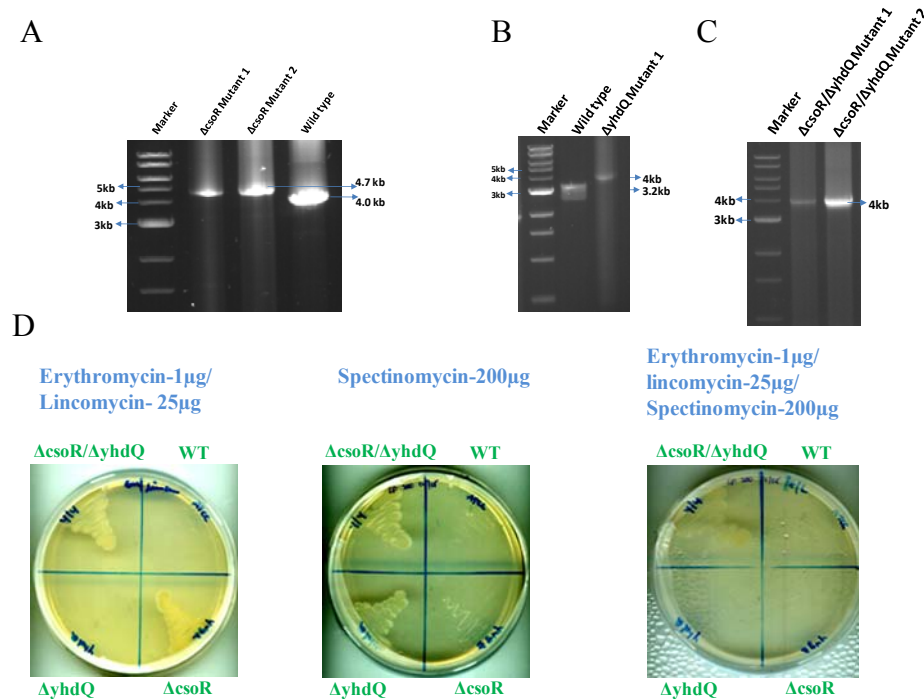 A
B
C
Marker
ΔcsoR Mutant 1
ΔcsoR Mutant 2
Wild type
5kb
4kb
3kb
4.7 kb
4.0 kb
Marker
Wild type
ΔyhdQ Mutant 1
5kb
4kb
3kb
4kb
3.2kb
Marker
ΔcsoR/ΔyhdQ Mutant 1
ΔcsoR/ΔyhdQ Mutant 2
4kb
3kb
4kb
D
Erythromycin-1μg/
Lincomycin- 25μg
Spectinomycin-200μg
Erythromycin-1μg/
lincomycin-25μg/
Spectinomycin-200μg
ΔcsoR/ΔyhdQ
WT
ΔcsoR/ΔyhdQ
WT
ΔcsoR/ΔyhdQ
WT
ΔyhdQ
ΔcsoR
ΔyhdQ
ΔcsoR
ΔyhdQ
ΔcsoR